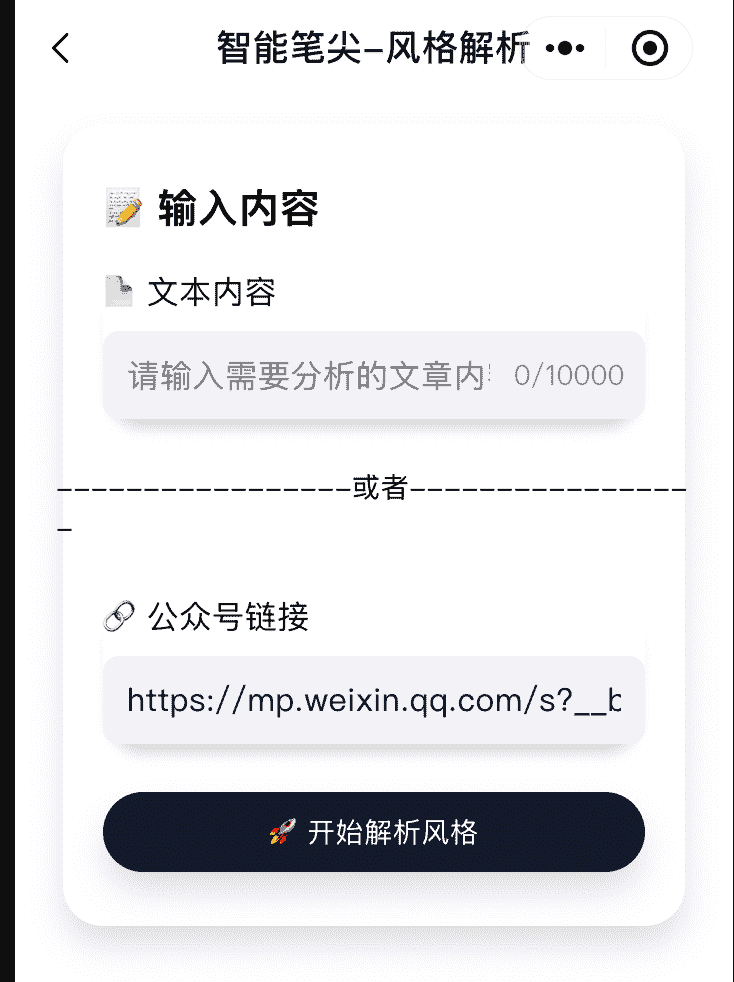 智能笔尖-风格解析
输入内容
文本内容
请输入需要分析的文章内 0/10000
-----------------或者----------------
-
公众号链接
https://mp.weixin.qq.com/s?__b
开始解析风格